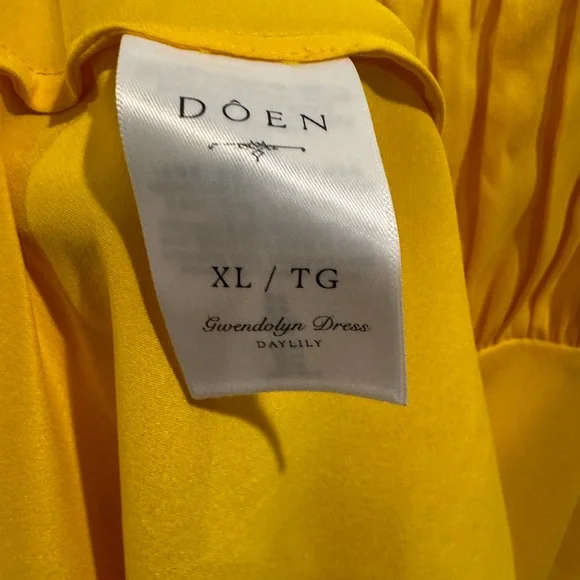 DÔEN
XL / TG
Gwendolyn Dress
DAYLILY